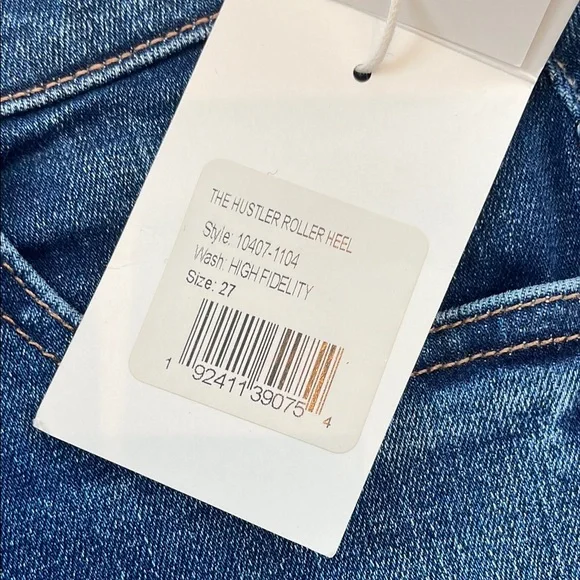 THE HUSTLER ROLLER HEEL
Style: 10407-1104
Wash: HIGH FIDELITY
Size: 27
1 92411 39075 4